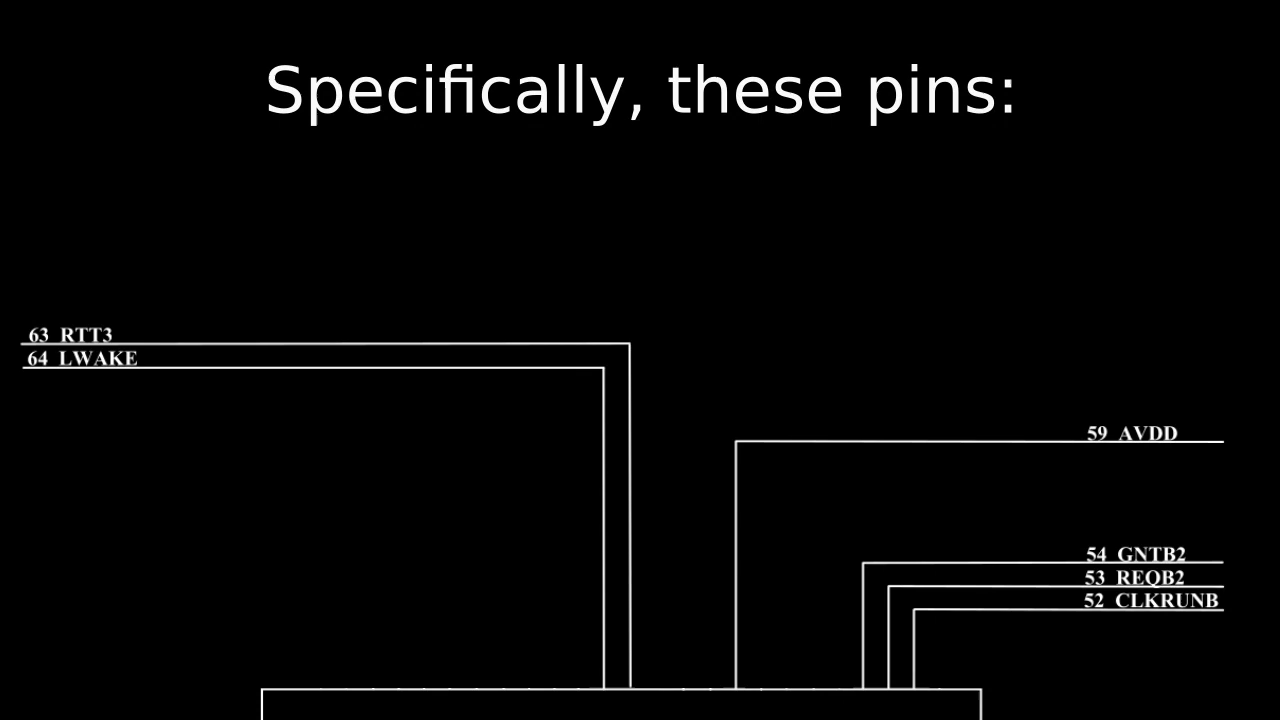 Specifically, these pins:
63 RTT3
64 LWAKE
59 AVDD
54 GNTB2
53 REQB2
52 CLKRUNB